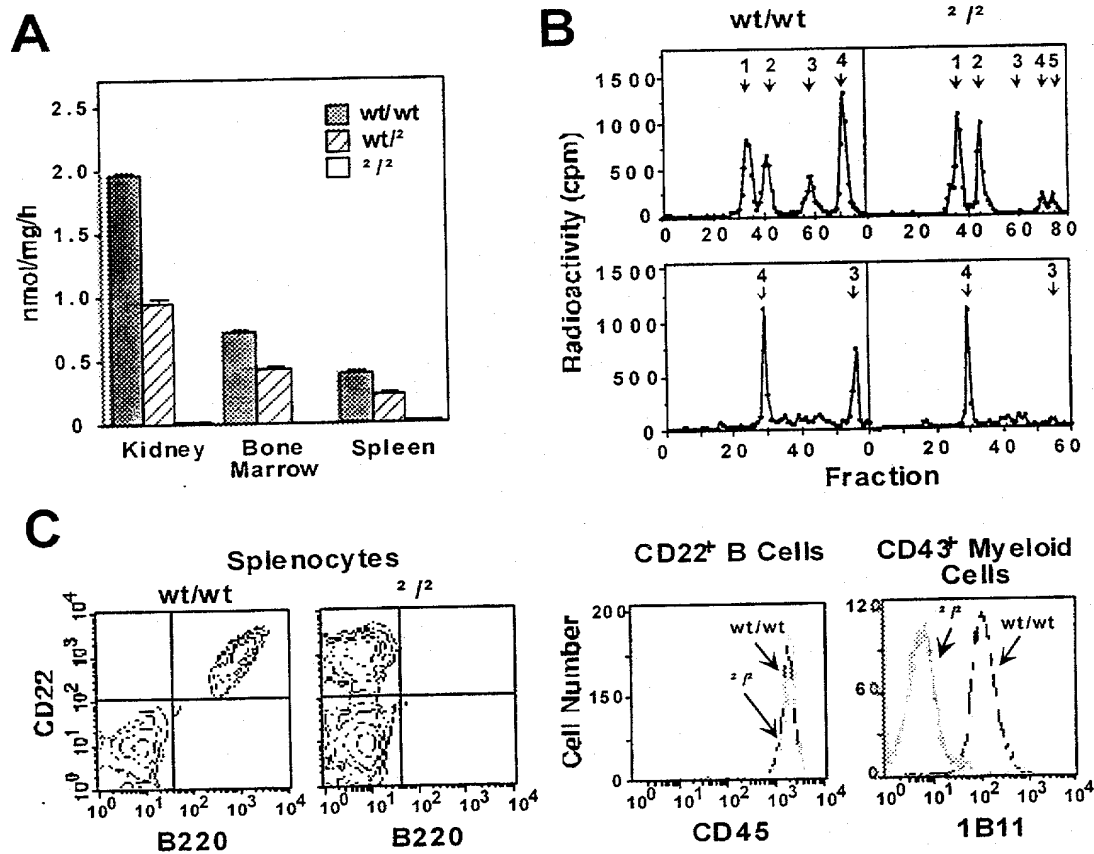 A
2.5
2.0
1.0
0.5
0
nmol/mg/h
wt/wt
wt/²
²/²
Kidney
Bone
Marrow
Spleen
B
wt/wt
²/²
1500
1000
500
0
1 2 3 4
1 2 3 4 5
0 20 40 60 0 20 40 60 80
Radioactivity (cpm)
1500
1000
500
0
4 3
4 3
0 20 40 0 20 40 60
Fraction
C
Splenocytes
wt/wt
²/²
CD22
10⁴
10³
10²
10¹
10⁰
10⁰ 10¹ 10² 10³ 10⁴
B220
10⁰ 10¹ 10² 10³ 10⁴
B220
CD22⁺ B Cells
Cell Number
200
150
0
wt/wt
²/²
10⁰ 10¹ 10² 10³ 10⁴
CD45
CD43⁺ Myeloid
Cells
120
60
0
²/²
wt/wt
10⁰ 10¹ 10² 10³ 10⁴
1B11